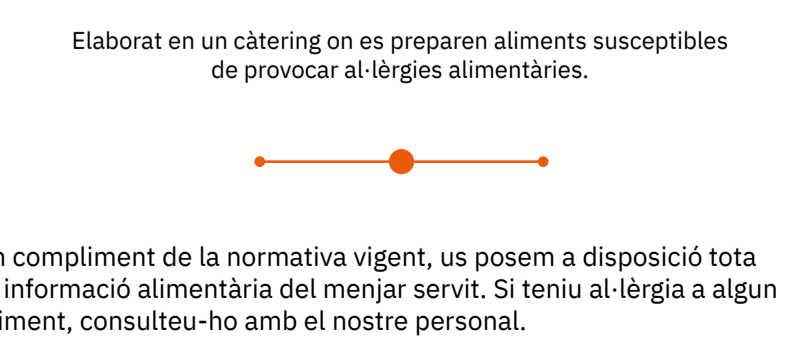 Elaborat en un càtering on es preparen aliments susceptibles
de provocar al·lèrgies alimentàries.
compliment de la normativa vigent, us posem a disposició tota
informació alimentària del menjar servit. Si teniu al·lèrgia a algun
consulteu-ho amb el nostre personal.